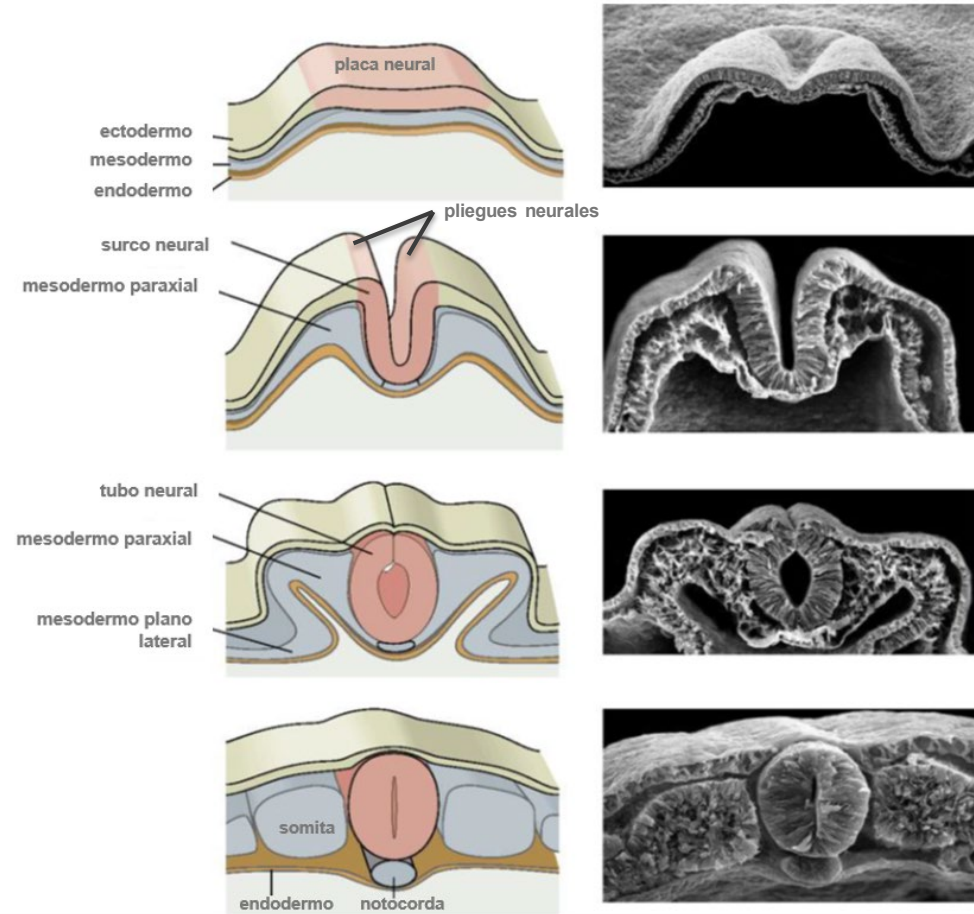 placa neural
ectodermo
mesodermo
endodermo
pliegues neurales
surco neural
mesodermo paraxial
tubo neural
mesodermo paraxial
mesodermo plano
lateral
somita
endodermo
notocorda